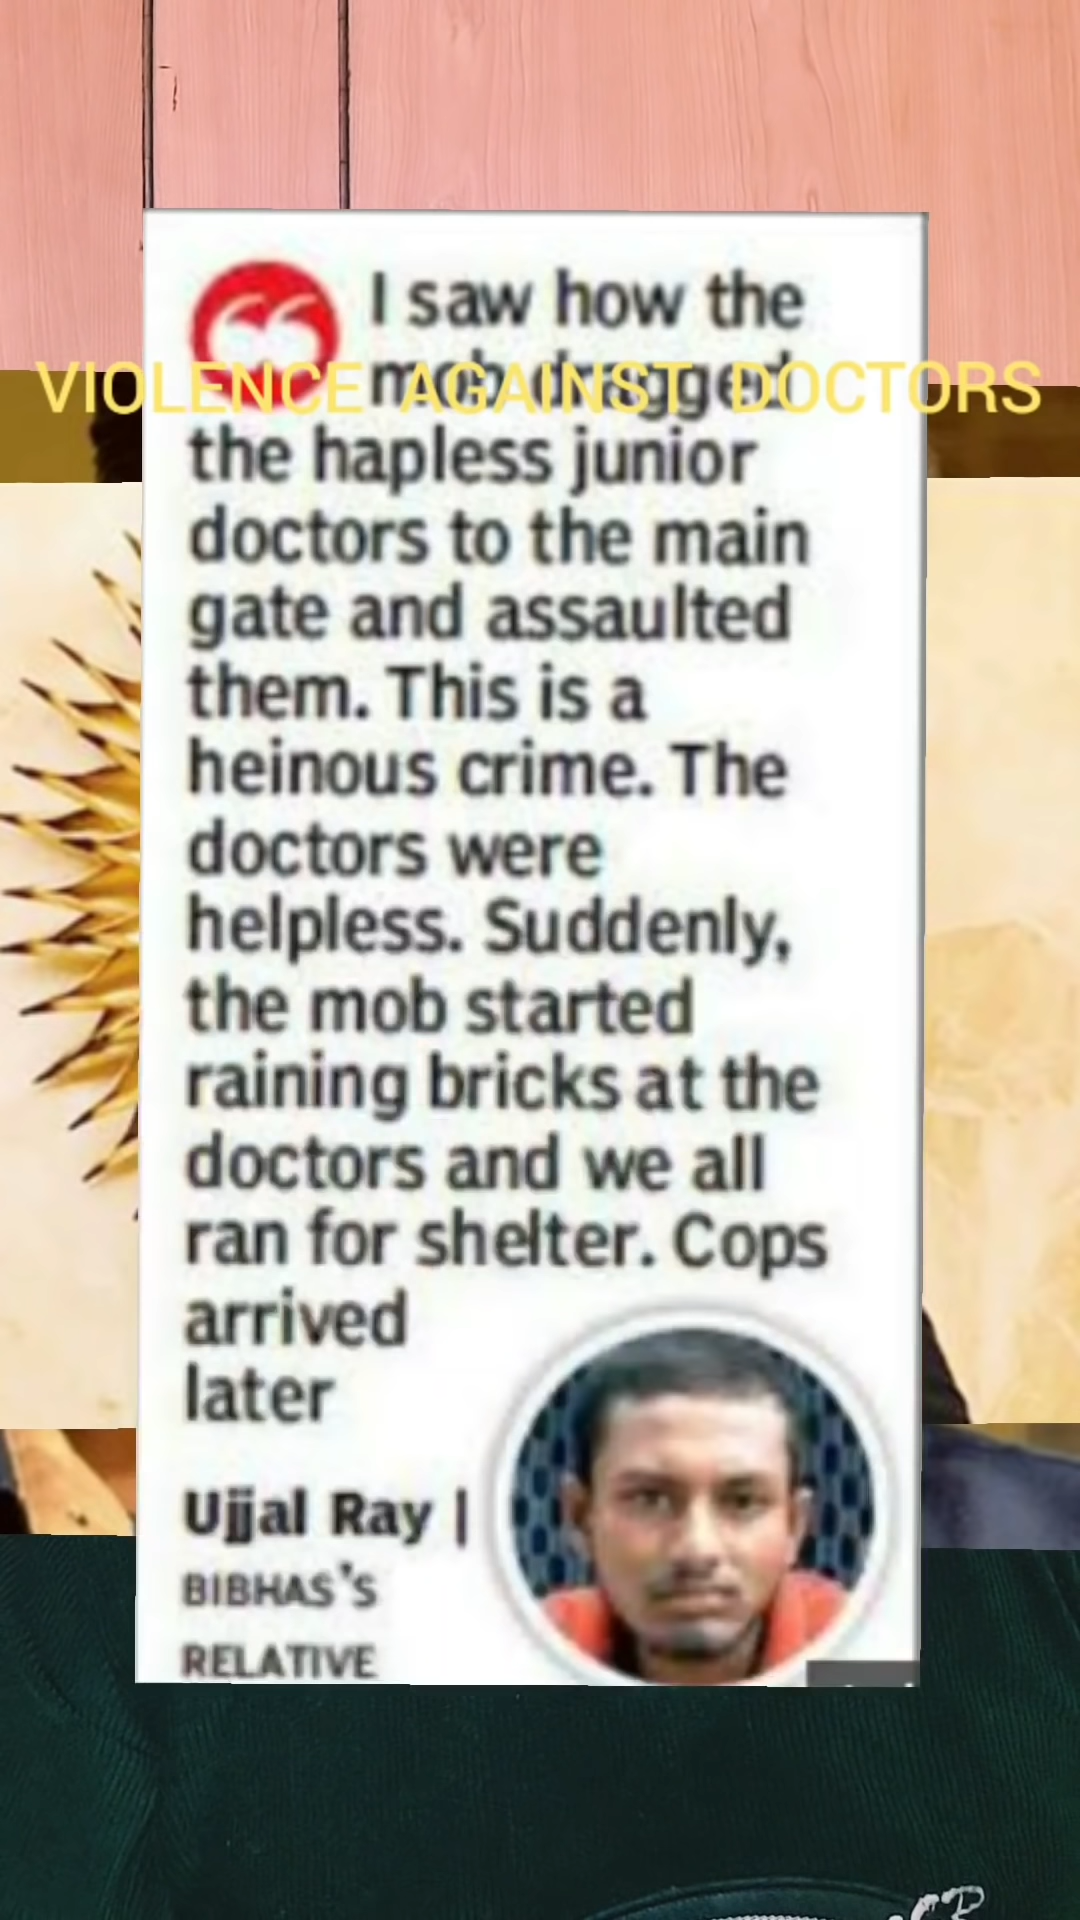 VIOLENCE AGAINST DOCTORS
I saw how the
mob dragged
the hapless junior
doctors to the main
gate and assaulted
them. This is a
heinous crime. The
doctors were
helpless. Suddenly,
the mob started
raining bricks at the
doctors and we all
ran for shelter. Cops
arrived
later
Ujjal Ray |
BIBHAS'S
RELATIVE